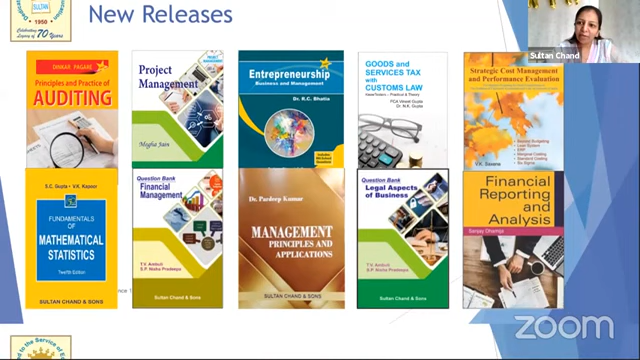 SULTAN
1950
Celebrating
Legacy of 70 Years
New Releases
Sultan Chand
DINKAR PAGARE
Principles and Practice of
AUDITING
PROJECT MANAGEMENT
Project
Management
Megha Jain
Entrepreneurship
Business and Management
Dr. R.C. Bhatia
GOODS and
SERVICES TAX
with
CUSTOMS LAW
FCA Vineet Gupta
Dr. N.K. Gupta
Strategic Cost Management
and Performance Evaluation
V.K. Saxena
S.C. Gupta • V.K. Kapoor
FUNDAMENTALS
OF
MATHEMATICAL
STATISTICS
Twelfth Edition
SULTAN CHAND & SONS
Question Bank
Financial
Management
T.V. Ambuli
S.P. Nisha Pradeepa
Sultan Chand & Sons
Dr. Pardeep Kumar
MANAGEMENT
PRINCIPLES AND
APPLICATIONS
SULTAN CHAND & SONS
Question Bank
Legal Aspects
of Business
T.V. Ambuli
S.P. Nisha Pradeepa
Sultan Chand & Sons
Financial
Reporting
and
Analysis
Sanjay Dhamija
zoom